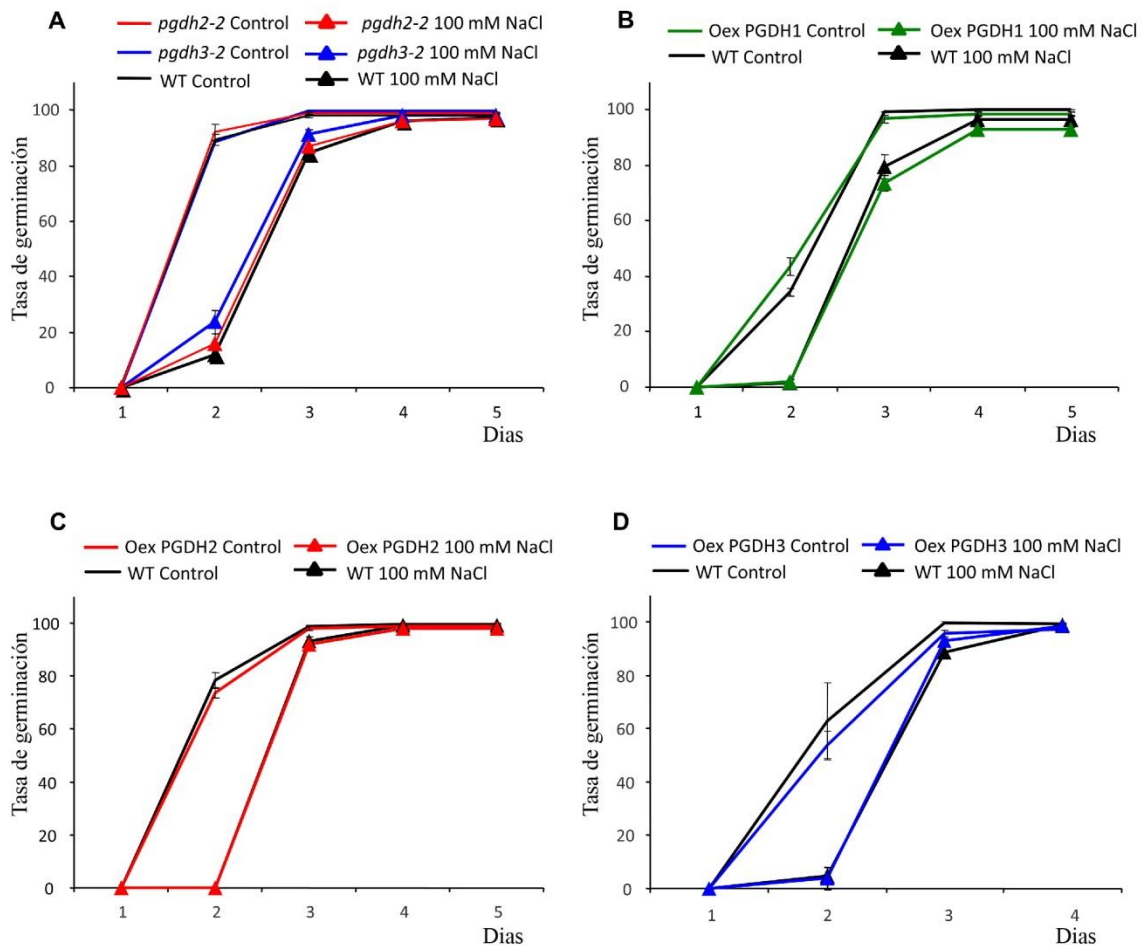 A
pgdh2-2 Control
pgdh2-2 100 mM NaCl
pgdh3-2 Control
pgdh3-2 100 mM NaCl
WT Control
WT 100 mM NaCl
Tasa de germinación
100
80
60
40
20
0
1 2 3 4 5
Dias
B
Oex PGDH1 Control
Oex PGDH1 100 mM NaCl
WT Control
WT 100 mM NaCl
Tasa de germinación
100
80
60
40
20
0
1 2 3 4 5
Dias
C
Oex PGDH2 Control
Oex PGDH2 100 mM NaCl
WT Control
WT 100 mM NaCl
Tasa de germinación
100
80
60
40
20
0
1 2 3 4 5
Dias
D
Oex PGDH3 Control
Oex PGDH3 100 mM NaCl
WT Control
WT 100 mM NaCl
Tasa de germinación
100
80
60
40
20
0
1 2 3 4
Dias